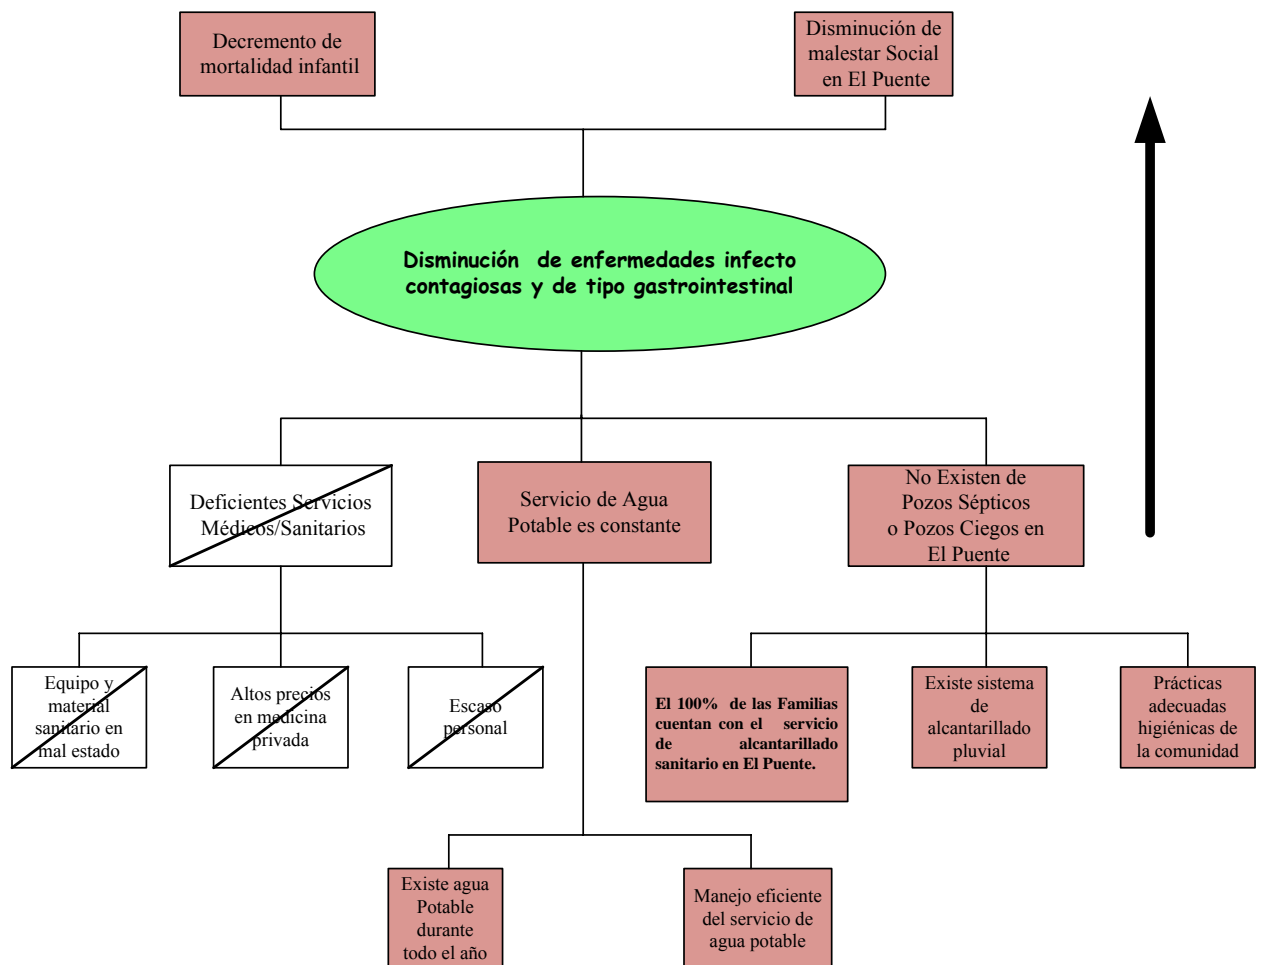 Decremento de
mortalidad infantil
Disminución de
malestar Social
en El Puente
Disminución de enfermedades infecto
contagiosas y de tipo gastrointestinal
Deficientes Servicios
Médicos/Sanitarios
Servicio de Agua
Potable es constante
No Existen de
Pozos Sépticos
o Pozos Ciegos en
El Puente
Equipo y
material
sanitario en
mal estado
Altos precios
en medicina
privada
Escaso
personal
El 100% de las Familias
cuentan con el servicio
de alcantarillado
sanitario en El Puente.
Existe sistema
de
alcantarillado
pluvial
Prácticas
adecuadas
higiénicas de
la comunidad
Existe agua
Potable
durante
todo el año
Manejo eficiente
del servicio de
agua potable